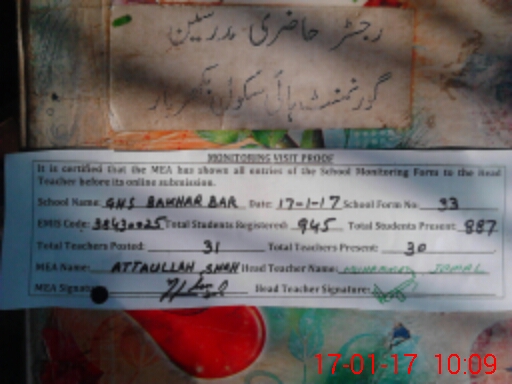 رجسٹر حاضری مدرسین
گورنمنٹ ہائی سکول بکھر بار
MONITORING VISIT PROOF
It is certified that the MEA has shown all entries of the School Monitoring Form to the Head
Teacher before its online submission.
School Name: GHS BAKHAR BAR Date: 17-1-17 School Form No: 33
EMIS Code: Total Students Registered: 945 Total Students Present: 887
Total Teachers Posted: 31 Total Teachers Present: 30
MEA Name: ATTAULLAH SHAH Head Teacher Name:
MEA Signature Head Teacher Signature:
17-01-17 10:09